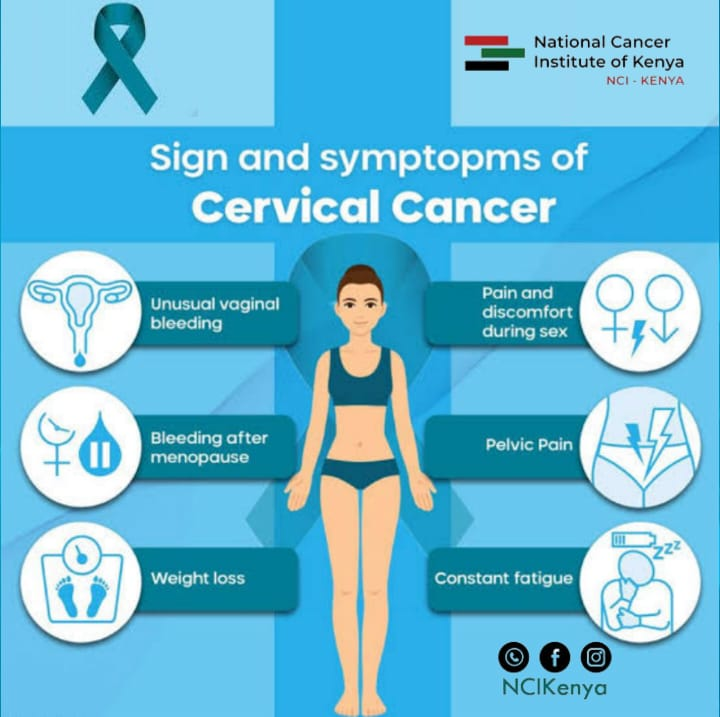 National Cancer
Institute of Kenya
NCI - KENYA
Sign and symptopms of
Cervical Cancer
Unusual vaginal
bleeding
Pain and
discomfort
during sex
Bleeding after
menopause
Pelvic Pain
Weight loss
Constant fatigue
zzz
NCIKenya